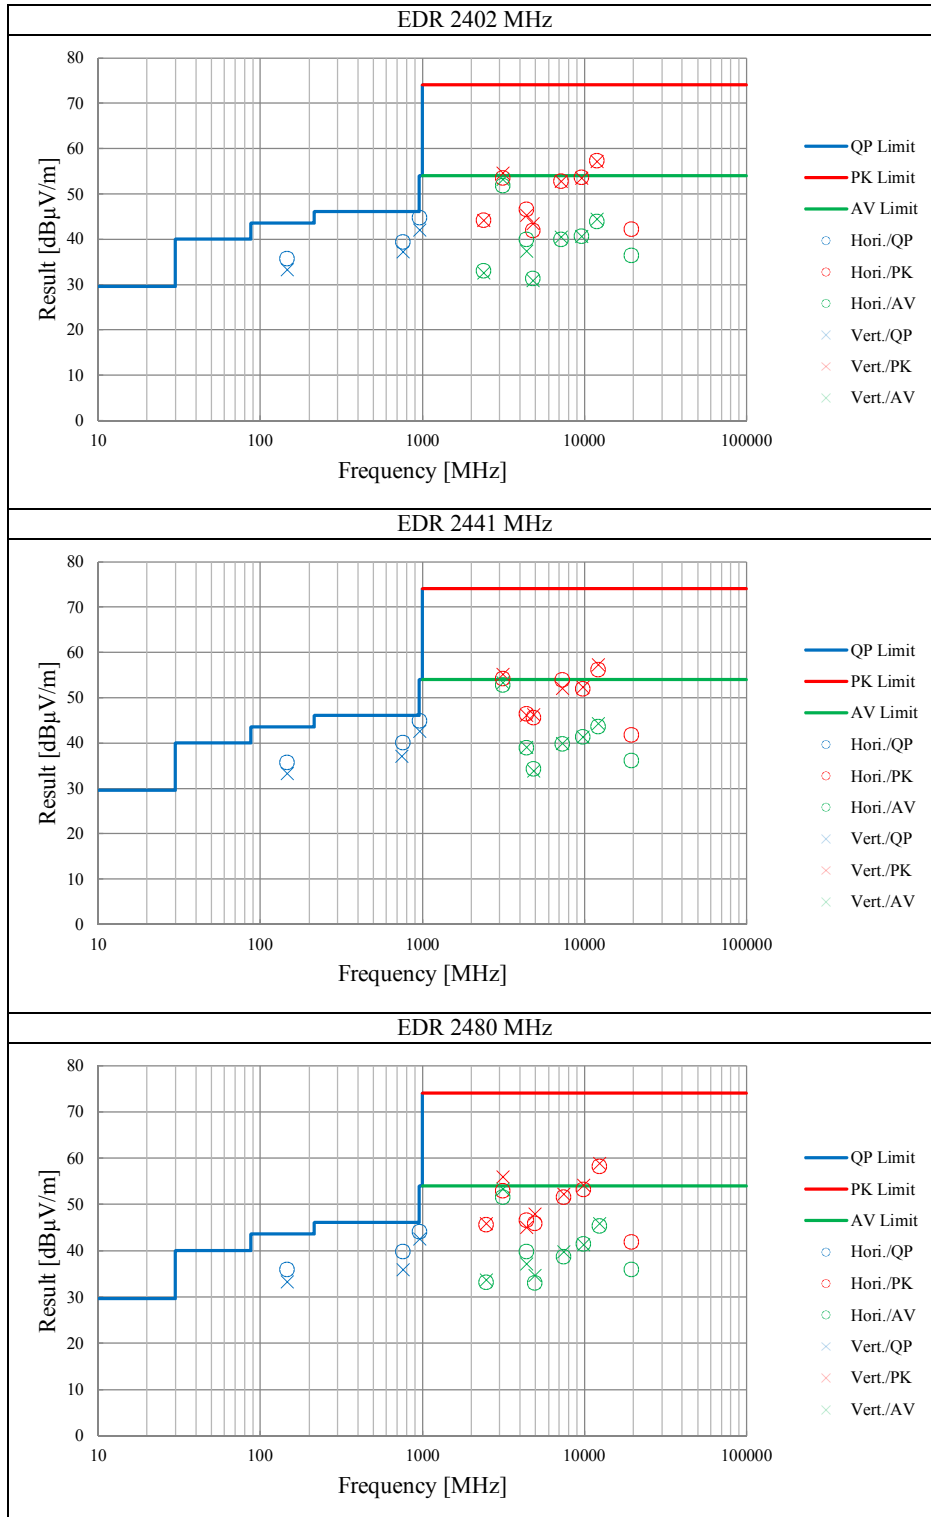 EDR 2402 MHz
80
70
60
50
40
30
20
10
0
Result [dBμV/m]
10 100 1000 10000 100000
Frequency [MHz]
QP Limit
PK Limit
AV Limit
Hori./QP
Hori./PK
Hori./AV
Vert./QP
Vert./PK
Vert./AV
EDR 2441 MHz
80
70
60
50
40
30
20
10
0
Result [dBμV/m]
10 100 1000 10000 100000
Frequency [MHz]
QP Limit
PK Limit
AV Limit
Hori./QP
Hori./PK
Hori./AV
Vert./QP
Vert./PK
Vert./AV
EDR 2480 MHz
80
70
60
50
40
30
20
10
0
Result [dBμV/m]
10 100 1000 10000 100000
Frequency [MHz]
QP Limit
PK Limit
AV Limit
Hori./QP
Hori./PK
Hori./AV
Vert./QP
Vert./PK
Vert./AV